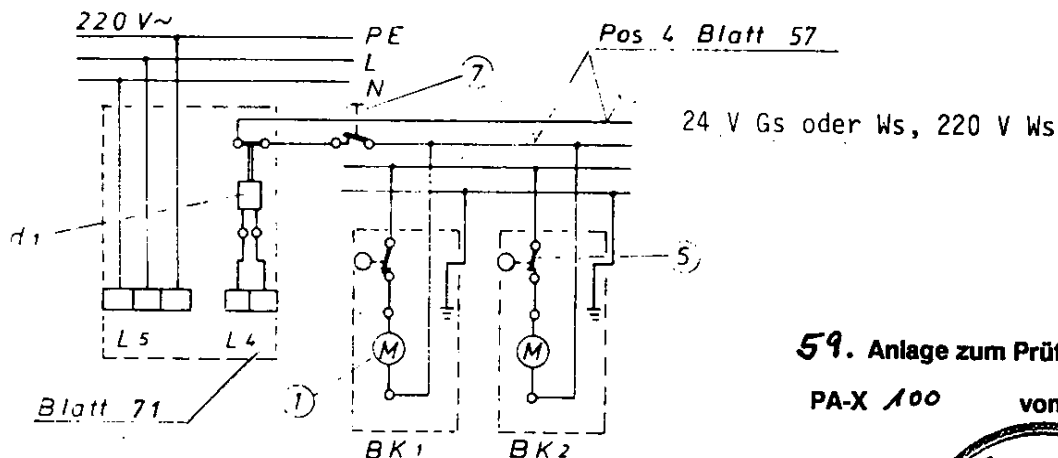 220 V~
PE
L
N
7
Pos 4 Blatt 57
24 V Gs oder Ws, 220 V Ws
d1
5
L5
L4
M
M
1
Blatt 71
BK1
BK2
59. Anlage zum Prüf
PA-X 100 von